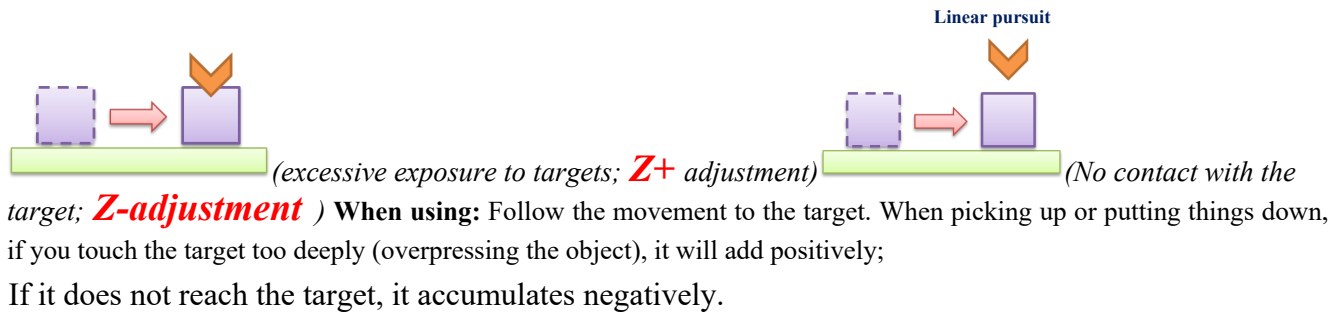 Linear pursuit
(excessive exposure to targets; Z+ adjustment) (No contact with the
target; Z-adjustment ) When using: Follow the movement to the target. When picking up or putting things down,
if you touch the target too deeply (overpressing the object), it will add positively;
If it does not reach the target, it accumulates negatively.